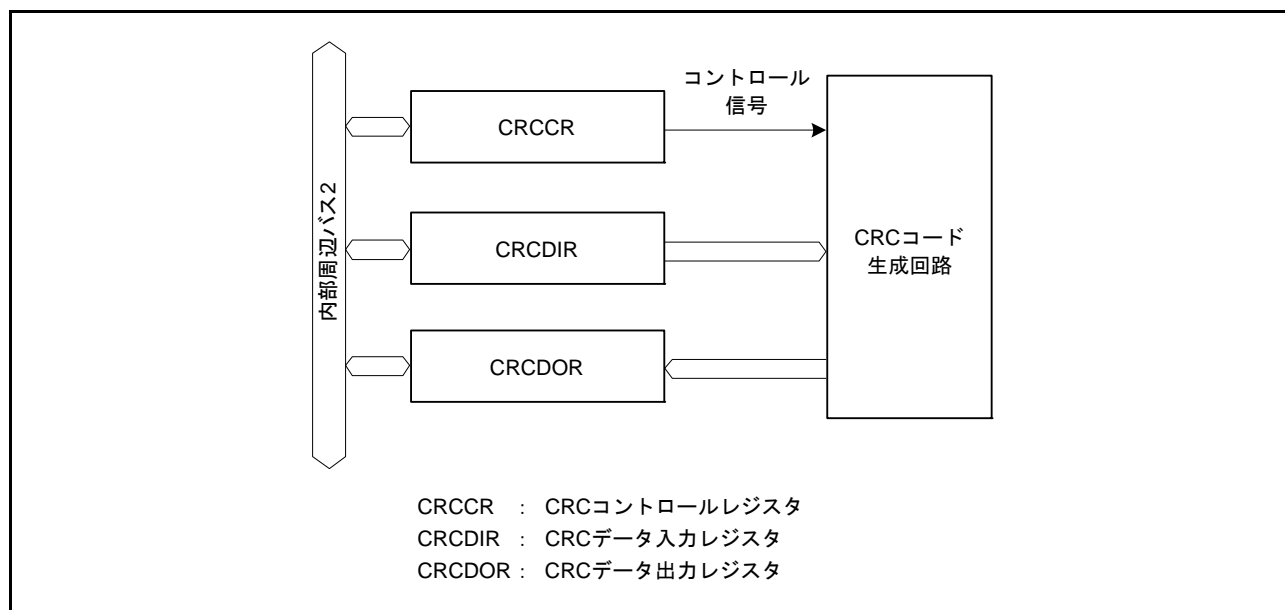 コントロール
信号
CRCCR
内部周辺バス2
CRCDIR
CRCコード
生成回路
CRCDOR
CRCCR : CRCコントロールレジスタ
CRCDIR : CRCデータ入力レジスタ
CRCDOR : CRCデータ出力レジスタ